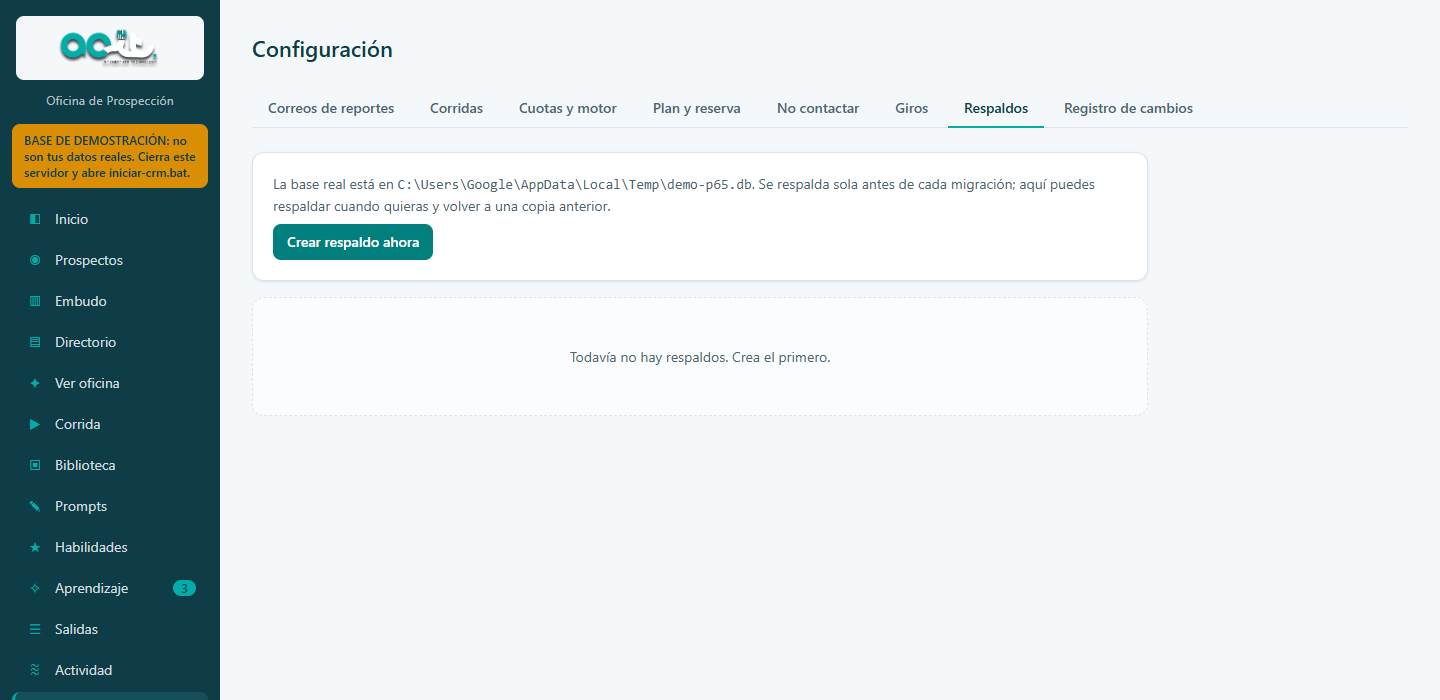 acit
Oficina de Prospección
BASE DE DEMOSTRACIÓN: no
son tus datos reales. Cierra este
servidor y abre iniciar-crm.bat.
Inicio
Prospectos
Embudo
Directorio
Ver oficina
Corrida
Biblioteca
Prompts
Habilidades
Aprendizaje 3
Salidas
Actividad
Configuración
Correos de reportes Corridas Cuotas y motor Plan y reserva No contactar Giros Respaldos Registro de cambios
La base real está en C:\Users\Google\AppData\Local\Temp\demo-p65.db. Se respalda sola antes de cada migración; aquí puedes
respaldar cuando quieras y volver a una copia anterior.
Crear respaldo ahora
Todavía no hay respaldos. Crea el primero.